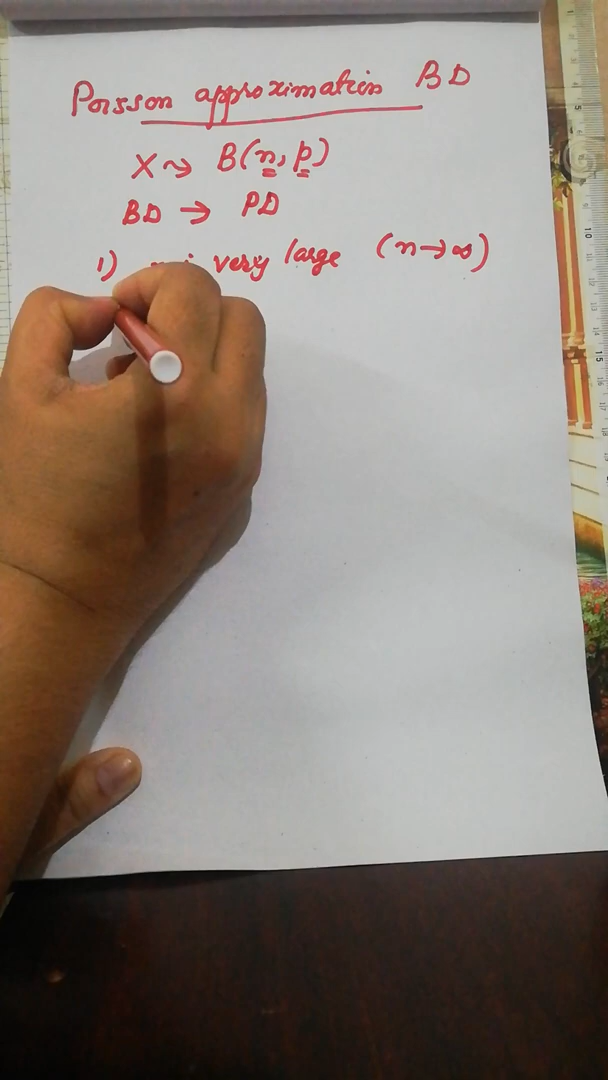 Poisson approximation BD
X ~ B(n, p)
BD → PD
1) very large (n→∞)